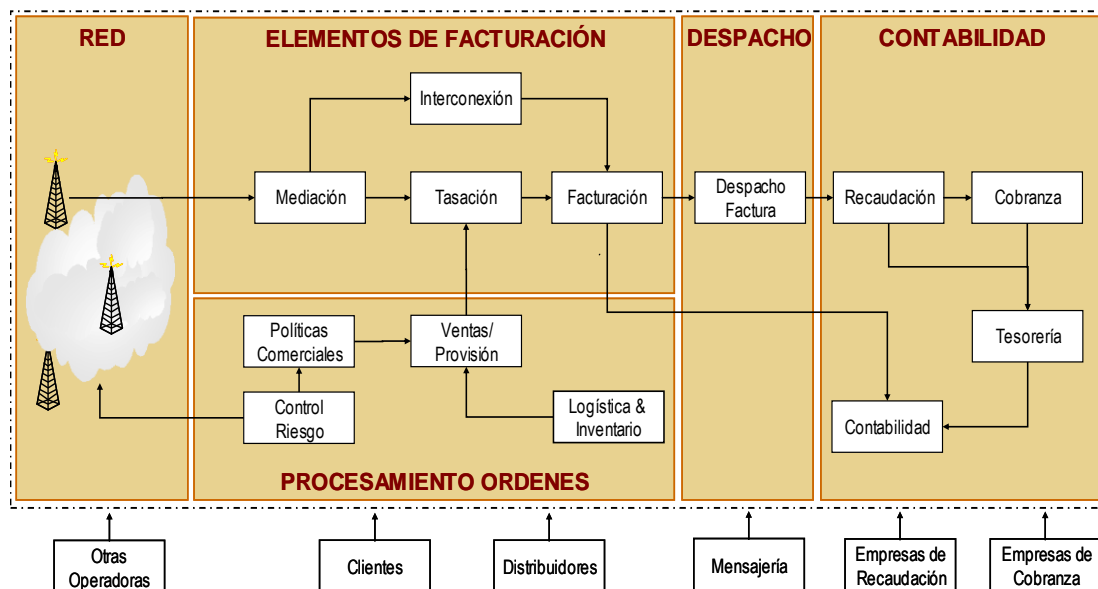 RED
ELEMENTOS DE FACTURACIÓN
DESPACHO
CONTABILIDAD
Interconexión
Mediación
Tasación
Facturación
Despacho
Factura
Recaudación
Cobranza
Políticas
Comerciales
Ventas/
Provisión
Tesorería
Control
Riesgo
Logística &
Inventario
Contabilidad
PROCESAMIENTO ORDENES
Otras
Operadoras
Clientes
Distribuidores
Mensajería
Empresas de
Recaudación
Empresas de
Cobranza